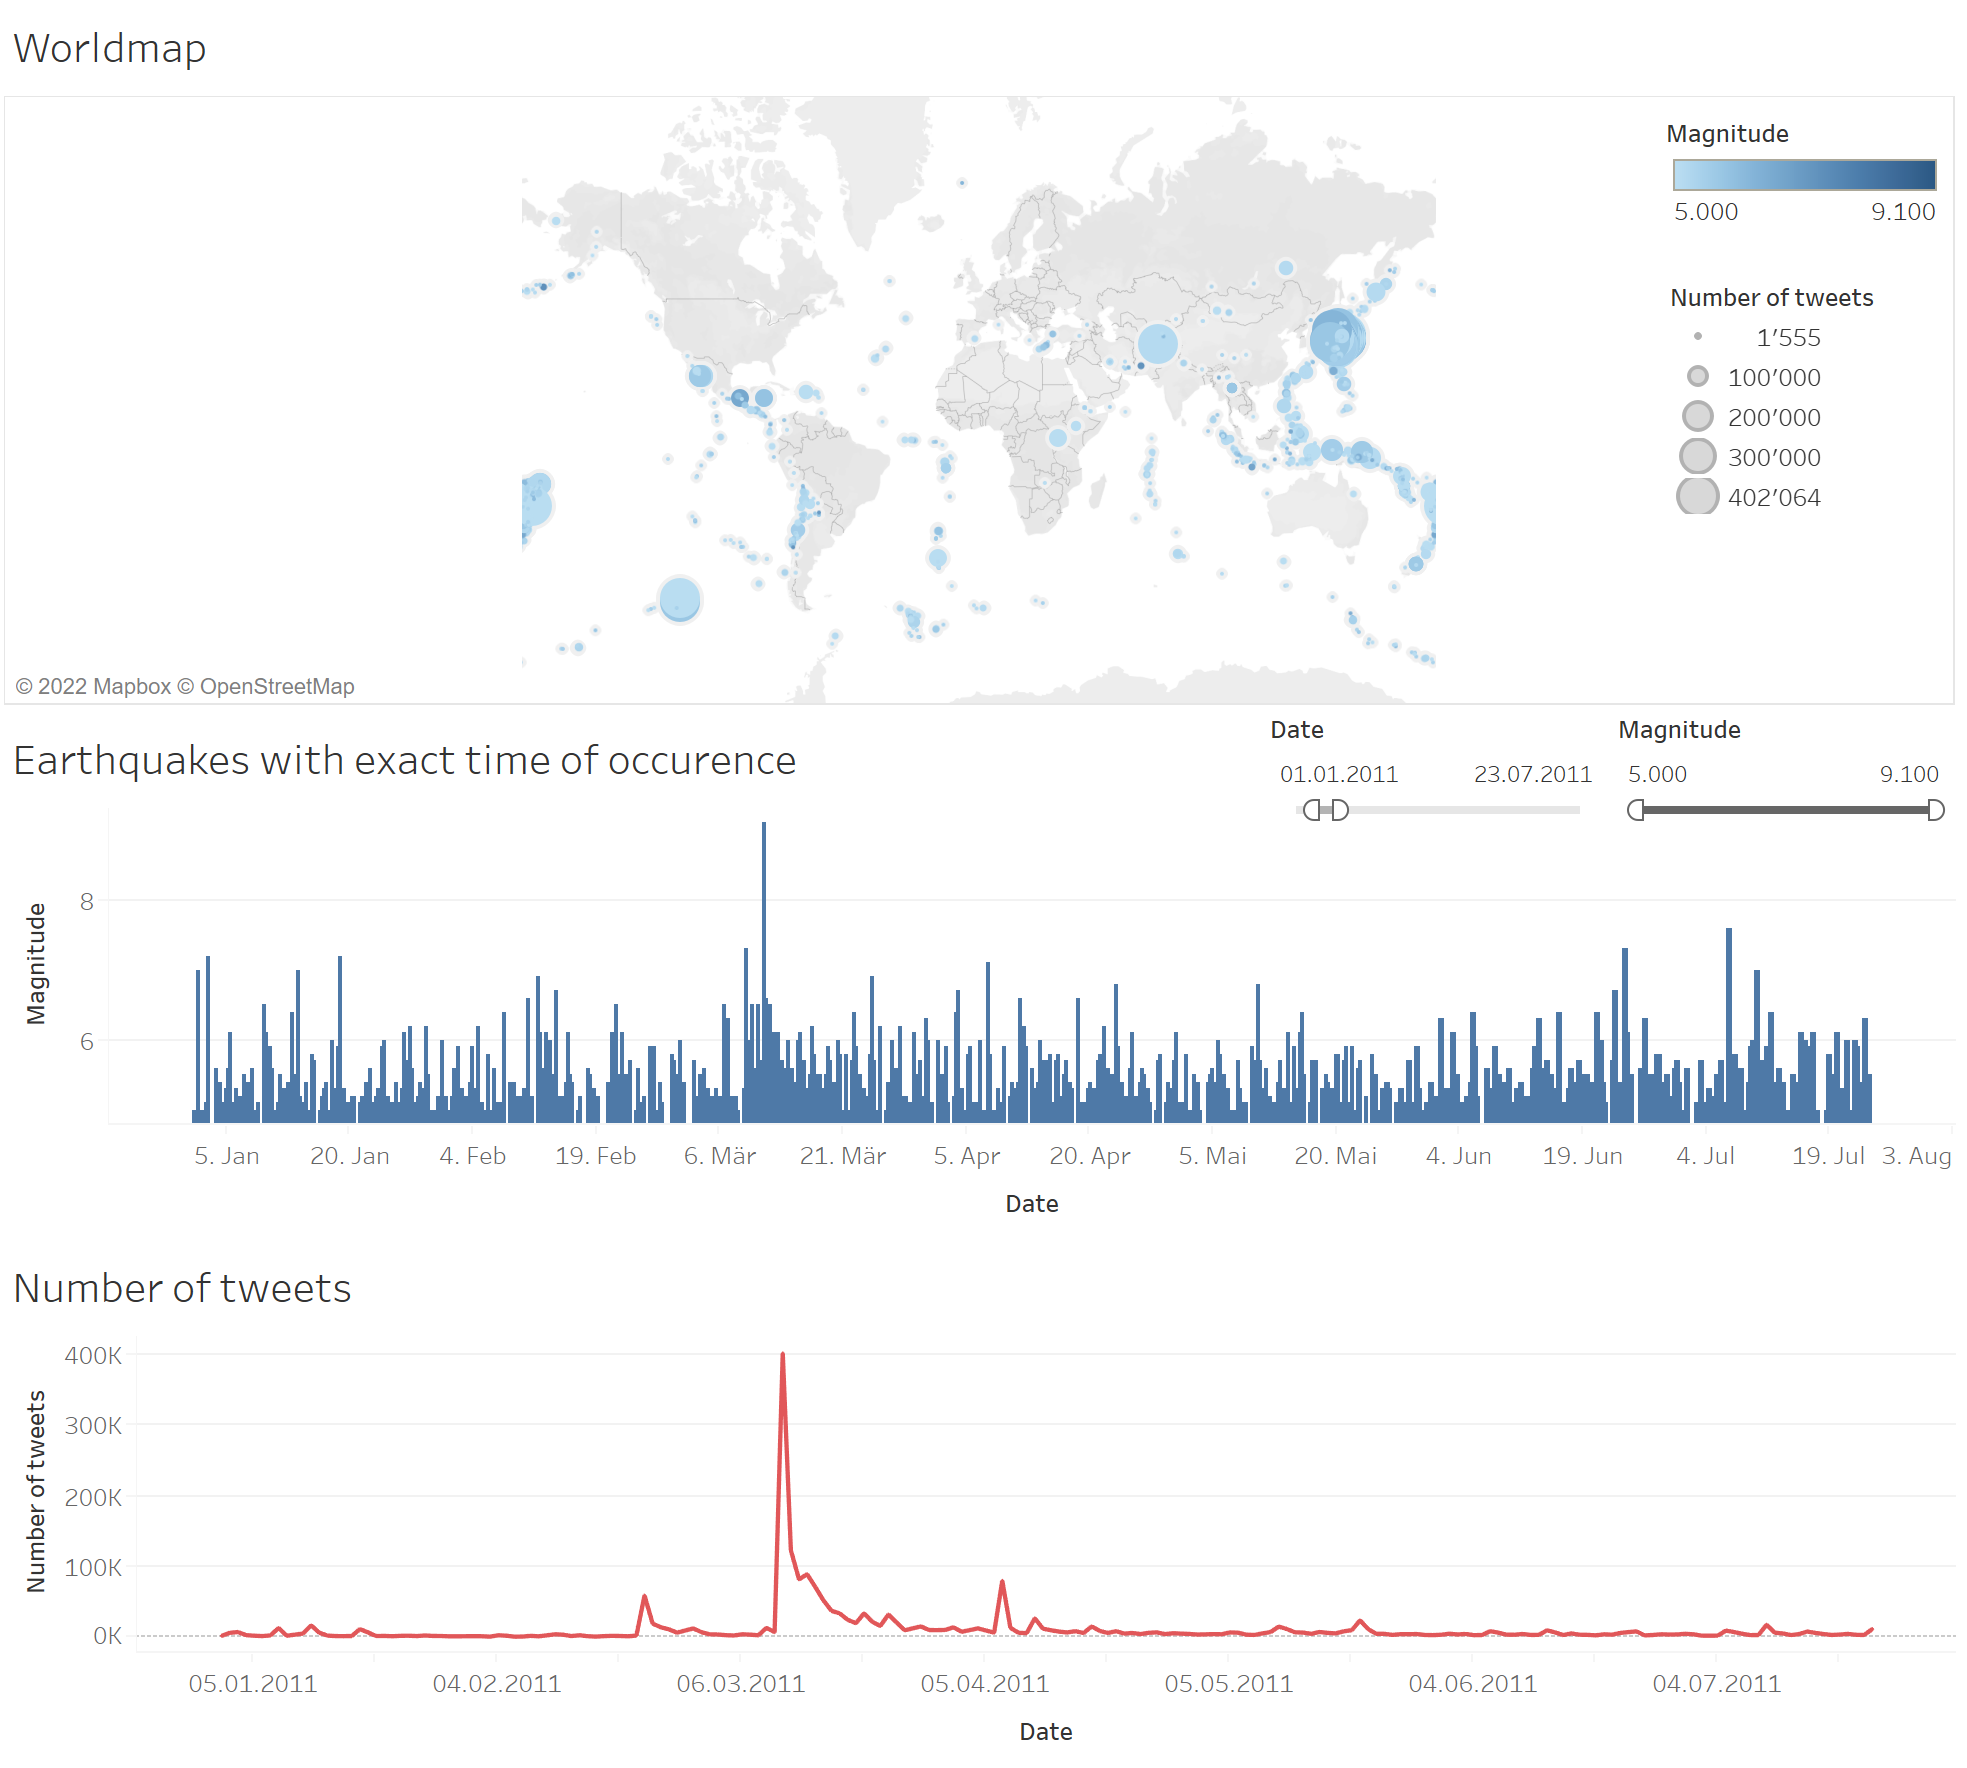 Worldmap
Magnitude
5.000 9.100
Number of tweets
1’555
100’000
200’000
300’000
402’064
© 2022 Mapbox © OpenStreetMap
Earthquakes with exact time of occurence
Date
01.01.2011 23.07.2011
Magnitude
5.000 9.100
Magnitude
8
6
5. Jan 20. Jan 4. Feb 19. Feb 6. Mär 21. Mär 5. Apr 20. Apr 5. Mai 20. Mai 4. Jun 19. Jun 4. Jul 19. Jul 3. Aug
Date
Number of tweets
Number of tweets
400K
300K
200K
100K
0K
05.01.2011 04.02.2011 06.03.2011 05.04.2011 05.05.2011 04.06.2011 04.07.2011
Date